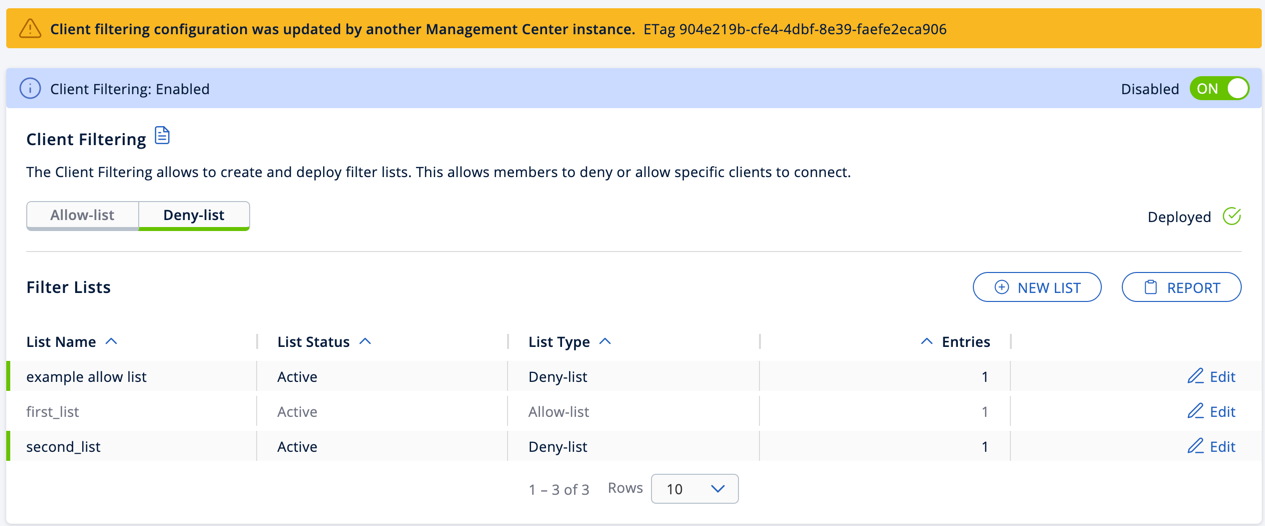 Client filtering configuration was updated by another Management Center instance. ETag 904e219b-cfe4-4dbf-8e39-faefe2eca906
Client Filtering: Enabled Disabled ON
Client Filtering
The Client Filtering allows to create and deploy filter lists. This allows members to deny or allow specific clients to connect.
Allow-list Deny-list Deployed
Filter Lists NEW LIST REPORT
List Name List Status List Type Entries
example allow list Active Deny-list 1 Edit
first_list Active Allow-list 1 Edit
second_list Active Deny-list 1 Edit
1 – 3 of 3 Rows 10